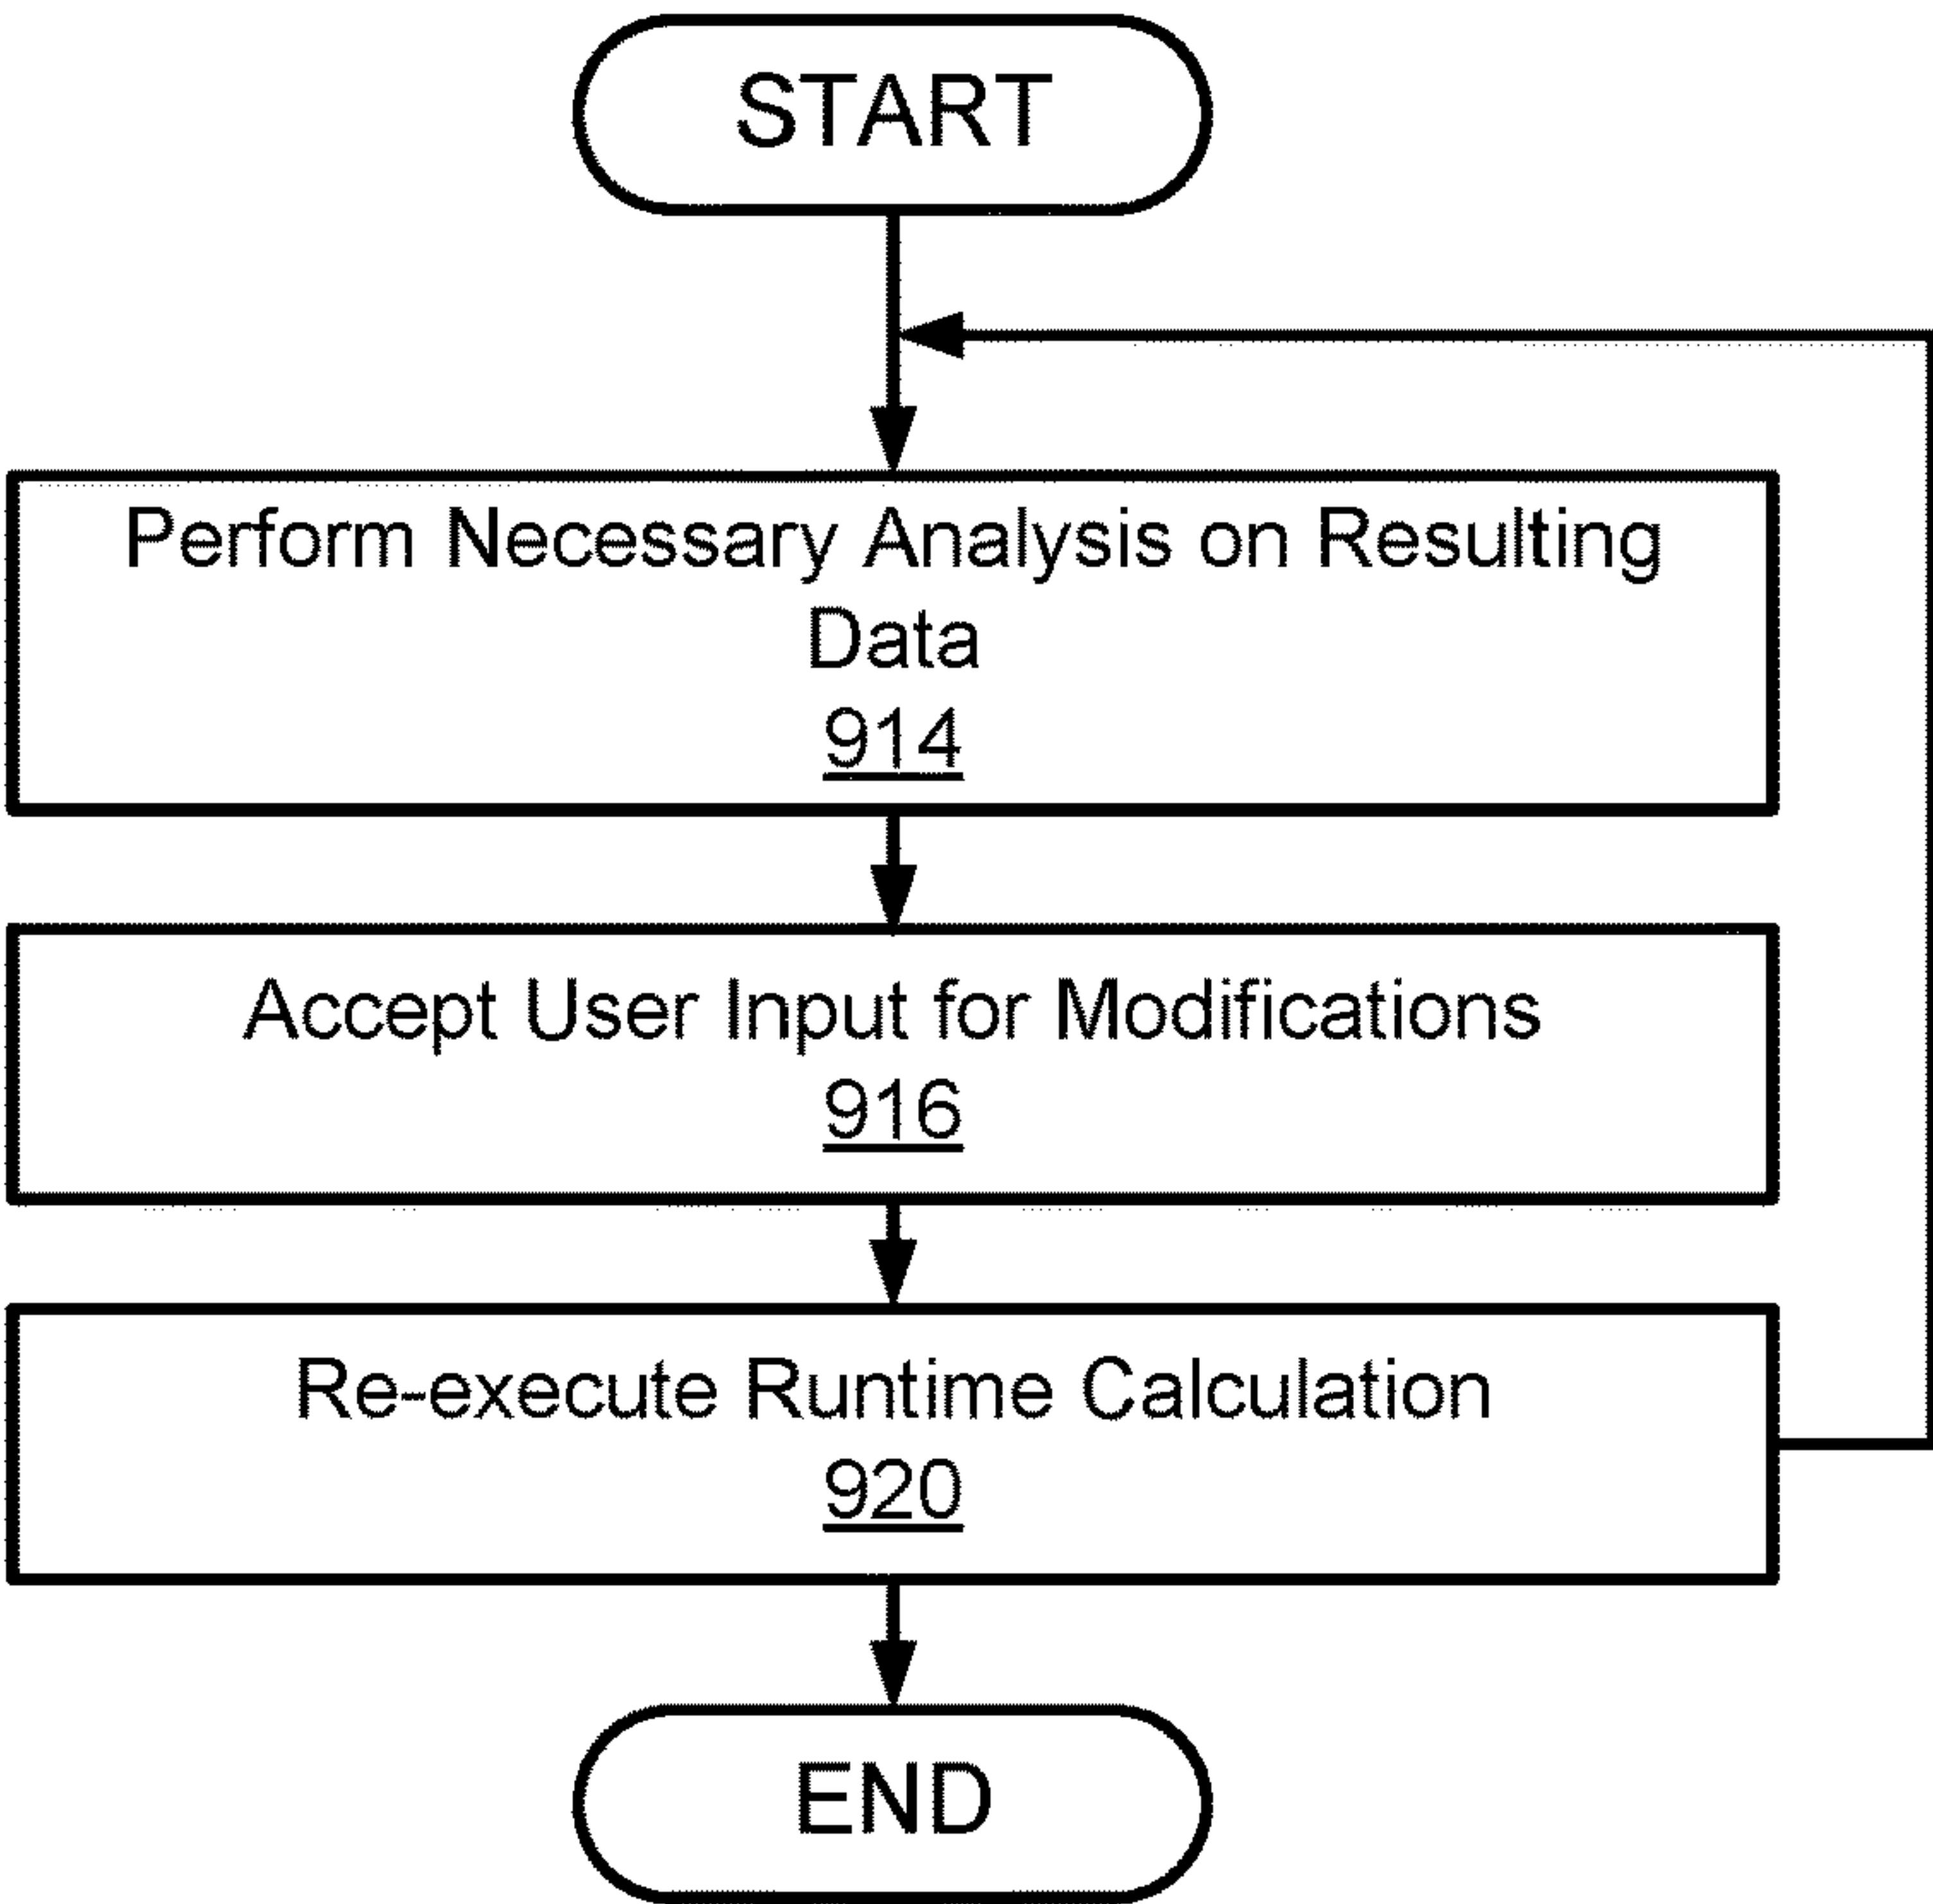 START
Perform Necessary Analysis on Resulting
Data
914
Accept User Input for Modifications
916
Re-execute Runtime Calculation
920
END